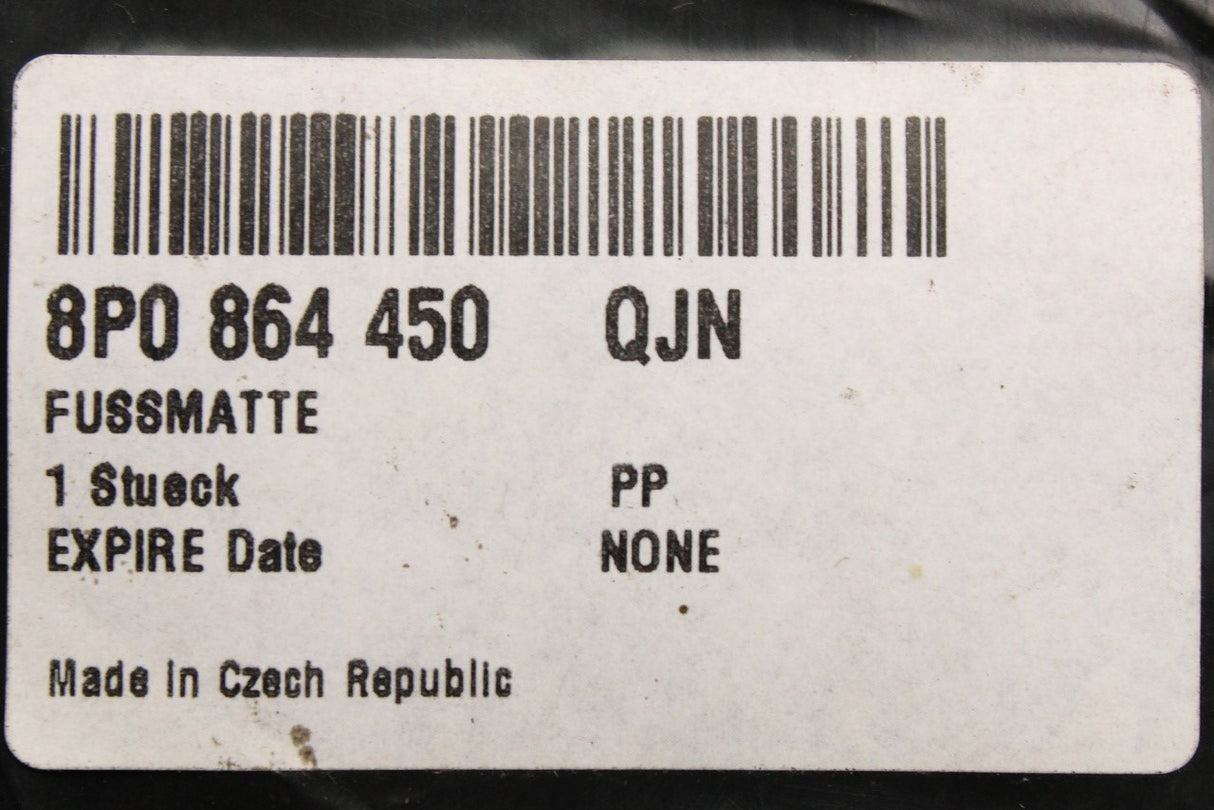 8P0 864 450 QJN
FUSSMATTE
1 Stueck PP
EXPIRE Date NONE
Made in Czech Republic